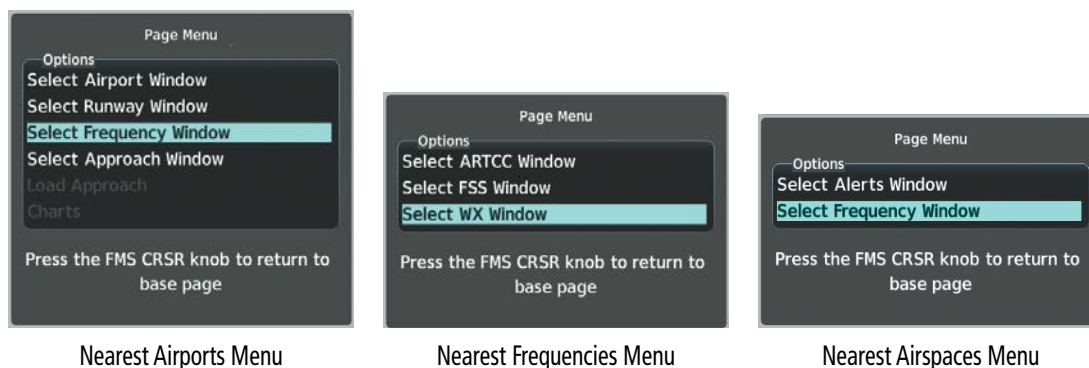 Page Menu
Options
Select Airport Window
Select Runway Window
Select Frequency Window
Select Approach Window
Load Approach
Charts
Press the FMS CRSR knob to return to
base page
Nearest Airports Menu
Page Menu
Options
Select ARTCC Window
Select FSS Window
Select WX Window
Press the FMS CRSR knob to return to
base page
Nearest Frequencies Menu
Page Menu
Options
Select Alerts Window
Select Frequency Window
Press the FMS CRSR knob to return to
base page
Nearest Airspaces Menu